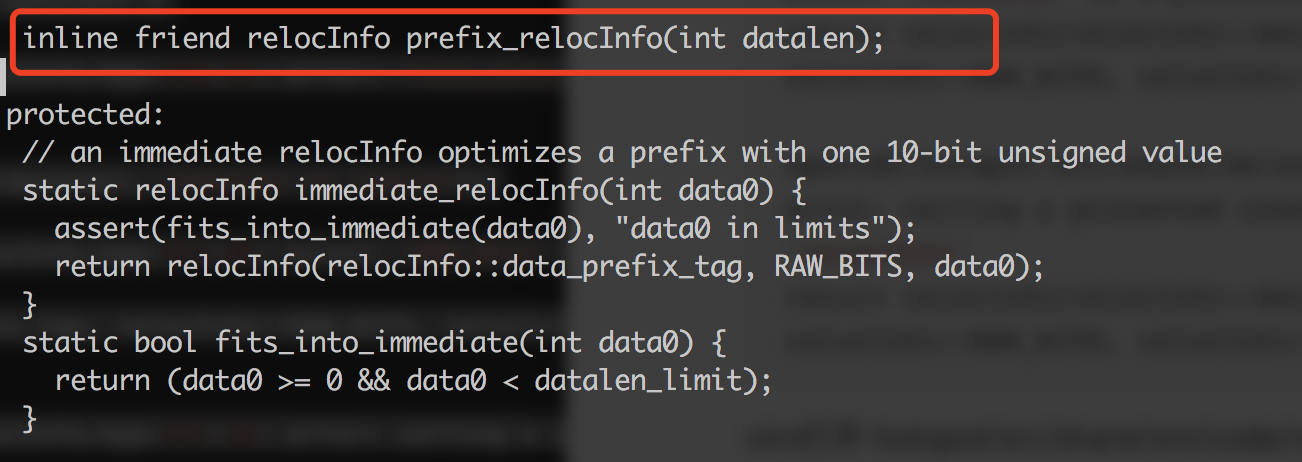 inline friend relocInfo prefix_relocInfo(int datalen);
protected:
// an immediate relocInfo optimizes a prefix with one 10-bit unsigned value
static relocInfo immediate_relocInfo(int data0) {
assert(fits_into_immediate(data0), "data0 in limits");
return relocInfo(relocInfo::data_prefix_tag, RAW_BITS, data0);
}
static bool fits_into_immediate(int data0) {
return (data0 >= 0 && data0 < datalen_limit);
}